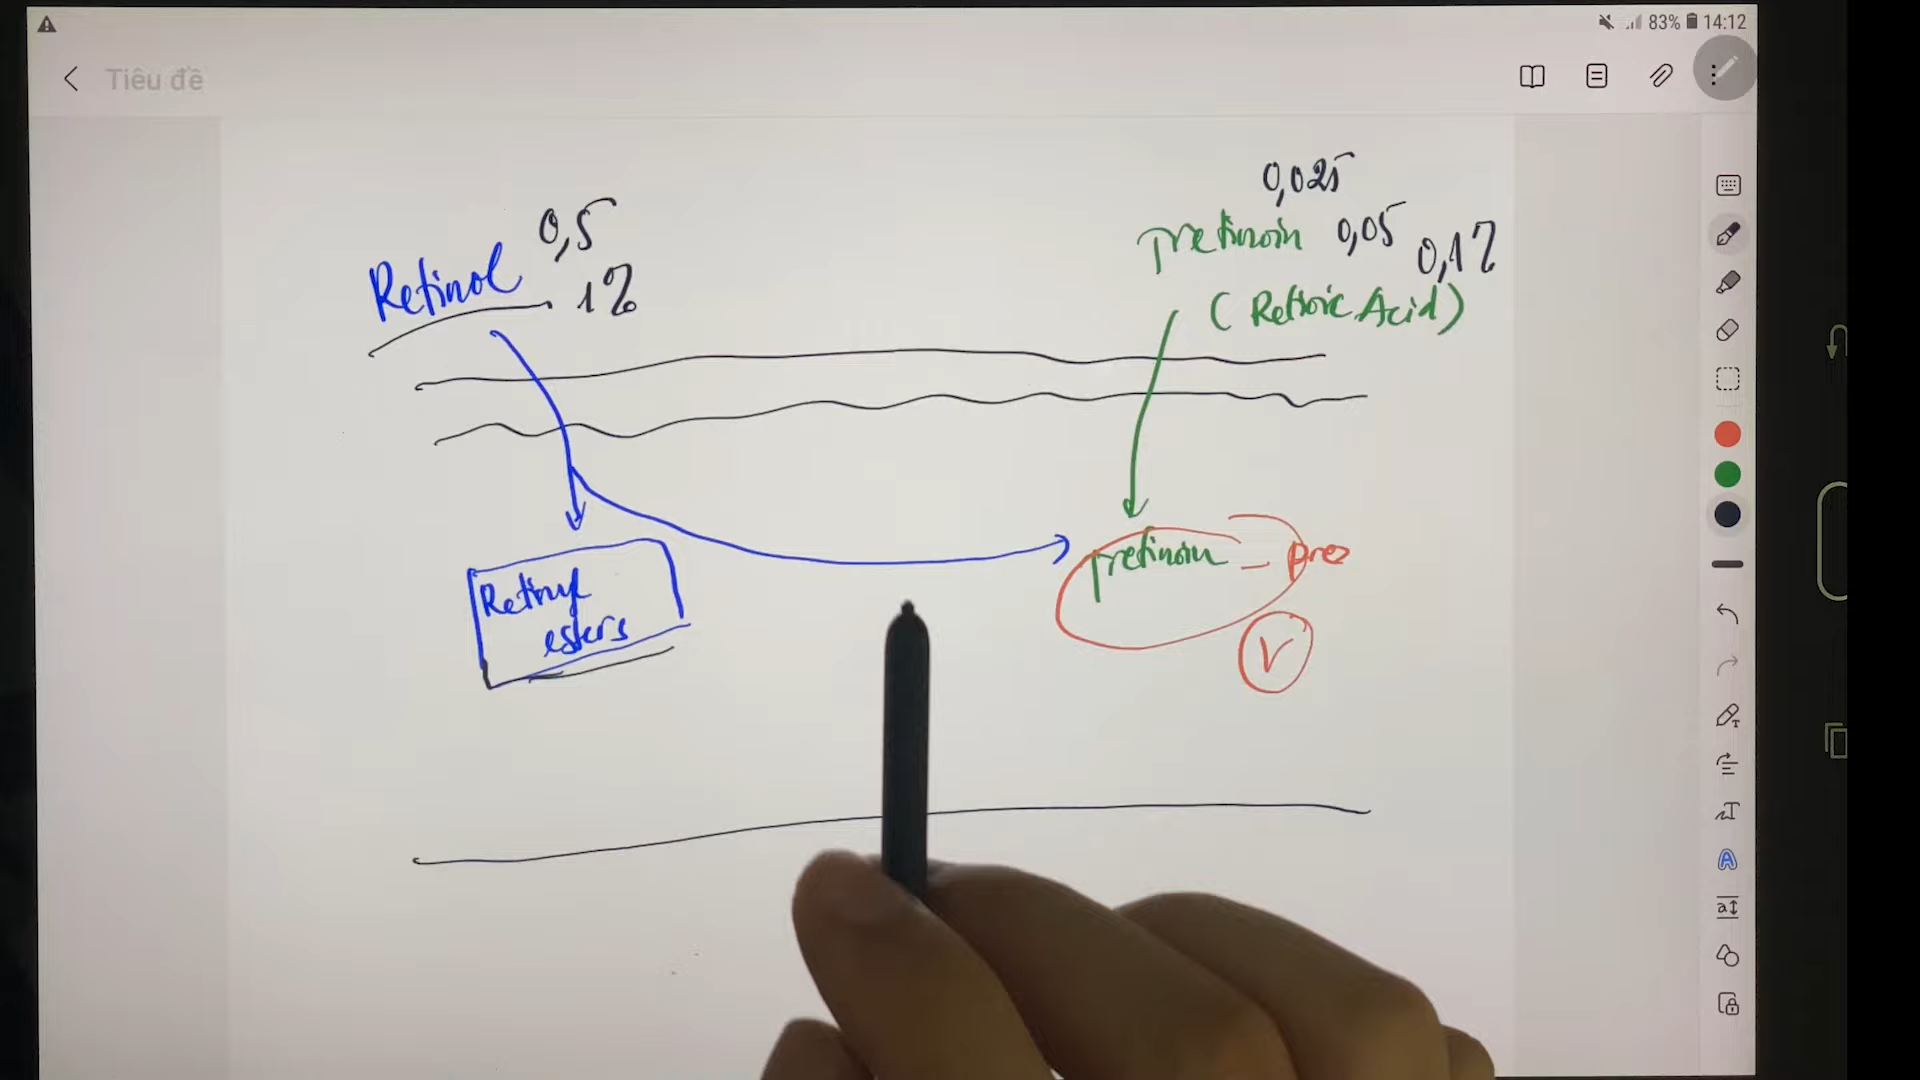 83% 14:12
Tiêu đề
0,025
0,5
Tretinoin 0,05
0,1%
Retinol
1%
(Retinoic Acid)
Tretinoin
Retinyl
esters